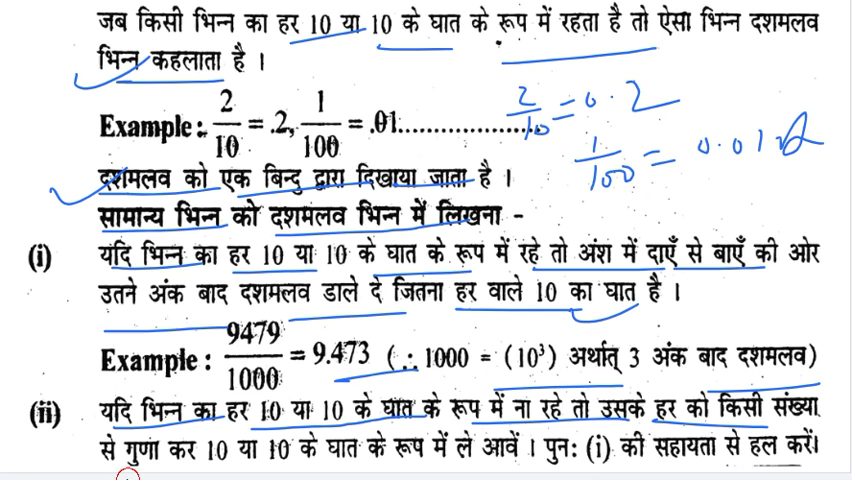 जब किसी भिन्न का हर 10 या 10 के घात के रूप में रहता है तो ऐसा भिन्न दशमलव
भिन्न कहलाता है ।
Example:. 2/10 = .2, 1/100 = .01......................
2/10 = 0.2
1/100 = 0.01
दशमलव को एक बिन्दु द्वारा दिखाया जाता है ।
सामान्य भिन्न को दशमलव भिन्न में लिखना -
(i) यदि भिन्न का हर 10 या 10 के घात के रूप में रहे तो अंश में दाएँ से बाएँ की ओर
उतने अंक बाद दशमलव डाले दे जितना हर वाले 10 का घात है ।
Example : 9479/1000 = 9.473 (∴ 1000 = (10³) अर्थात् 3 अंक बाद दशमलव)
(ii) यदि भिन्न का हर 10 या 10 के घात के रूप में ना रहे तो उसके हर को किसी संख्या
से गुणा कर 10 या 10 के घात के रूप में ले आवें । पुन: (i) की सहायता से हल करें।